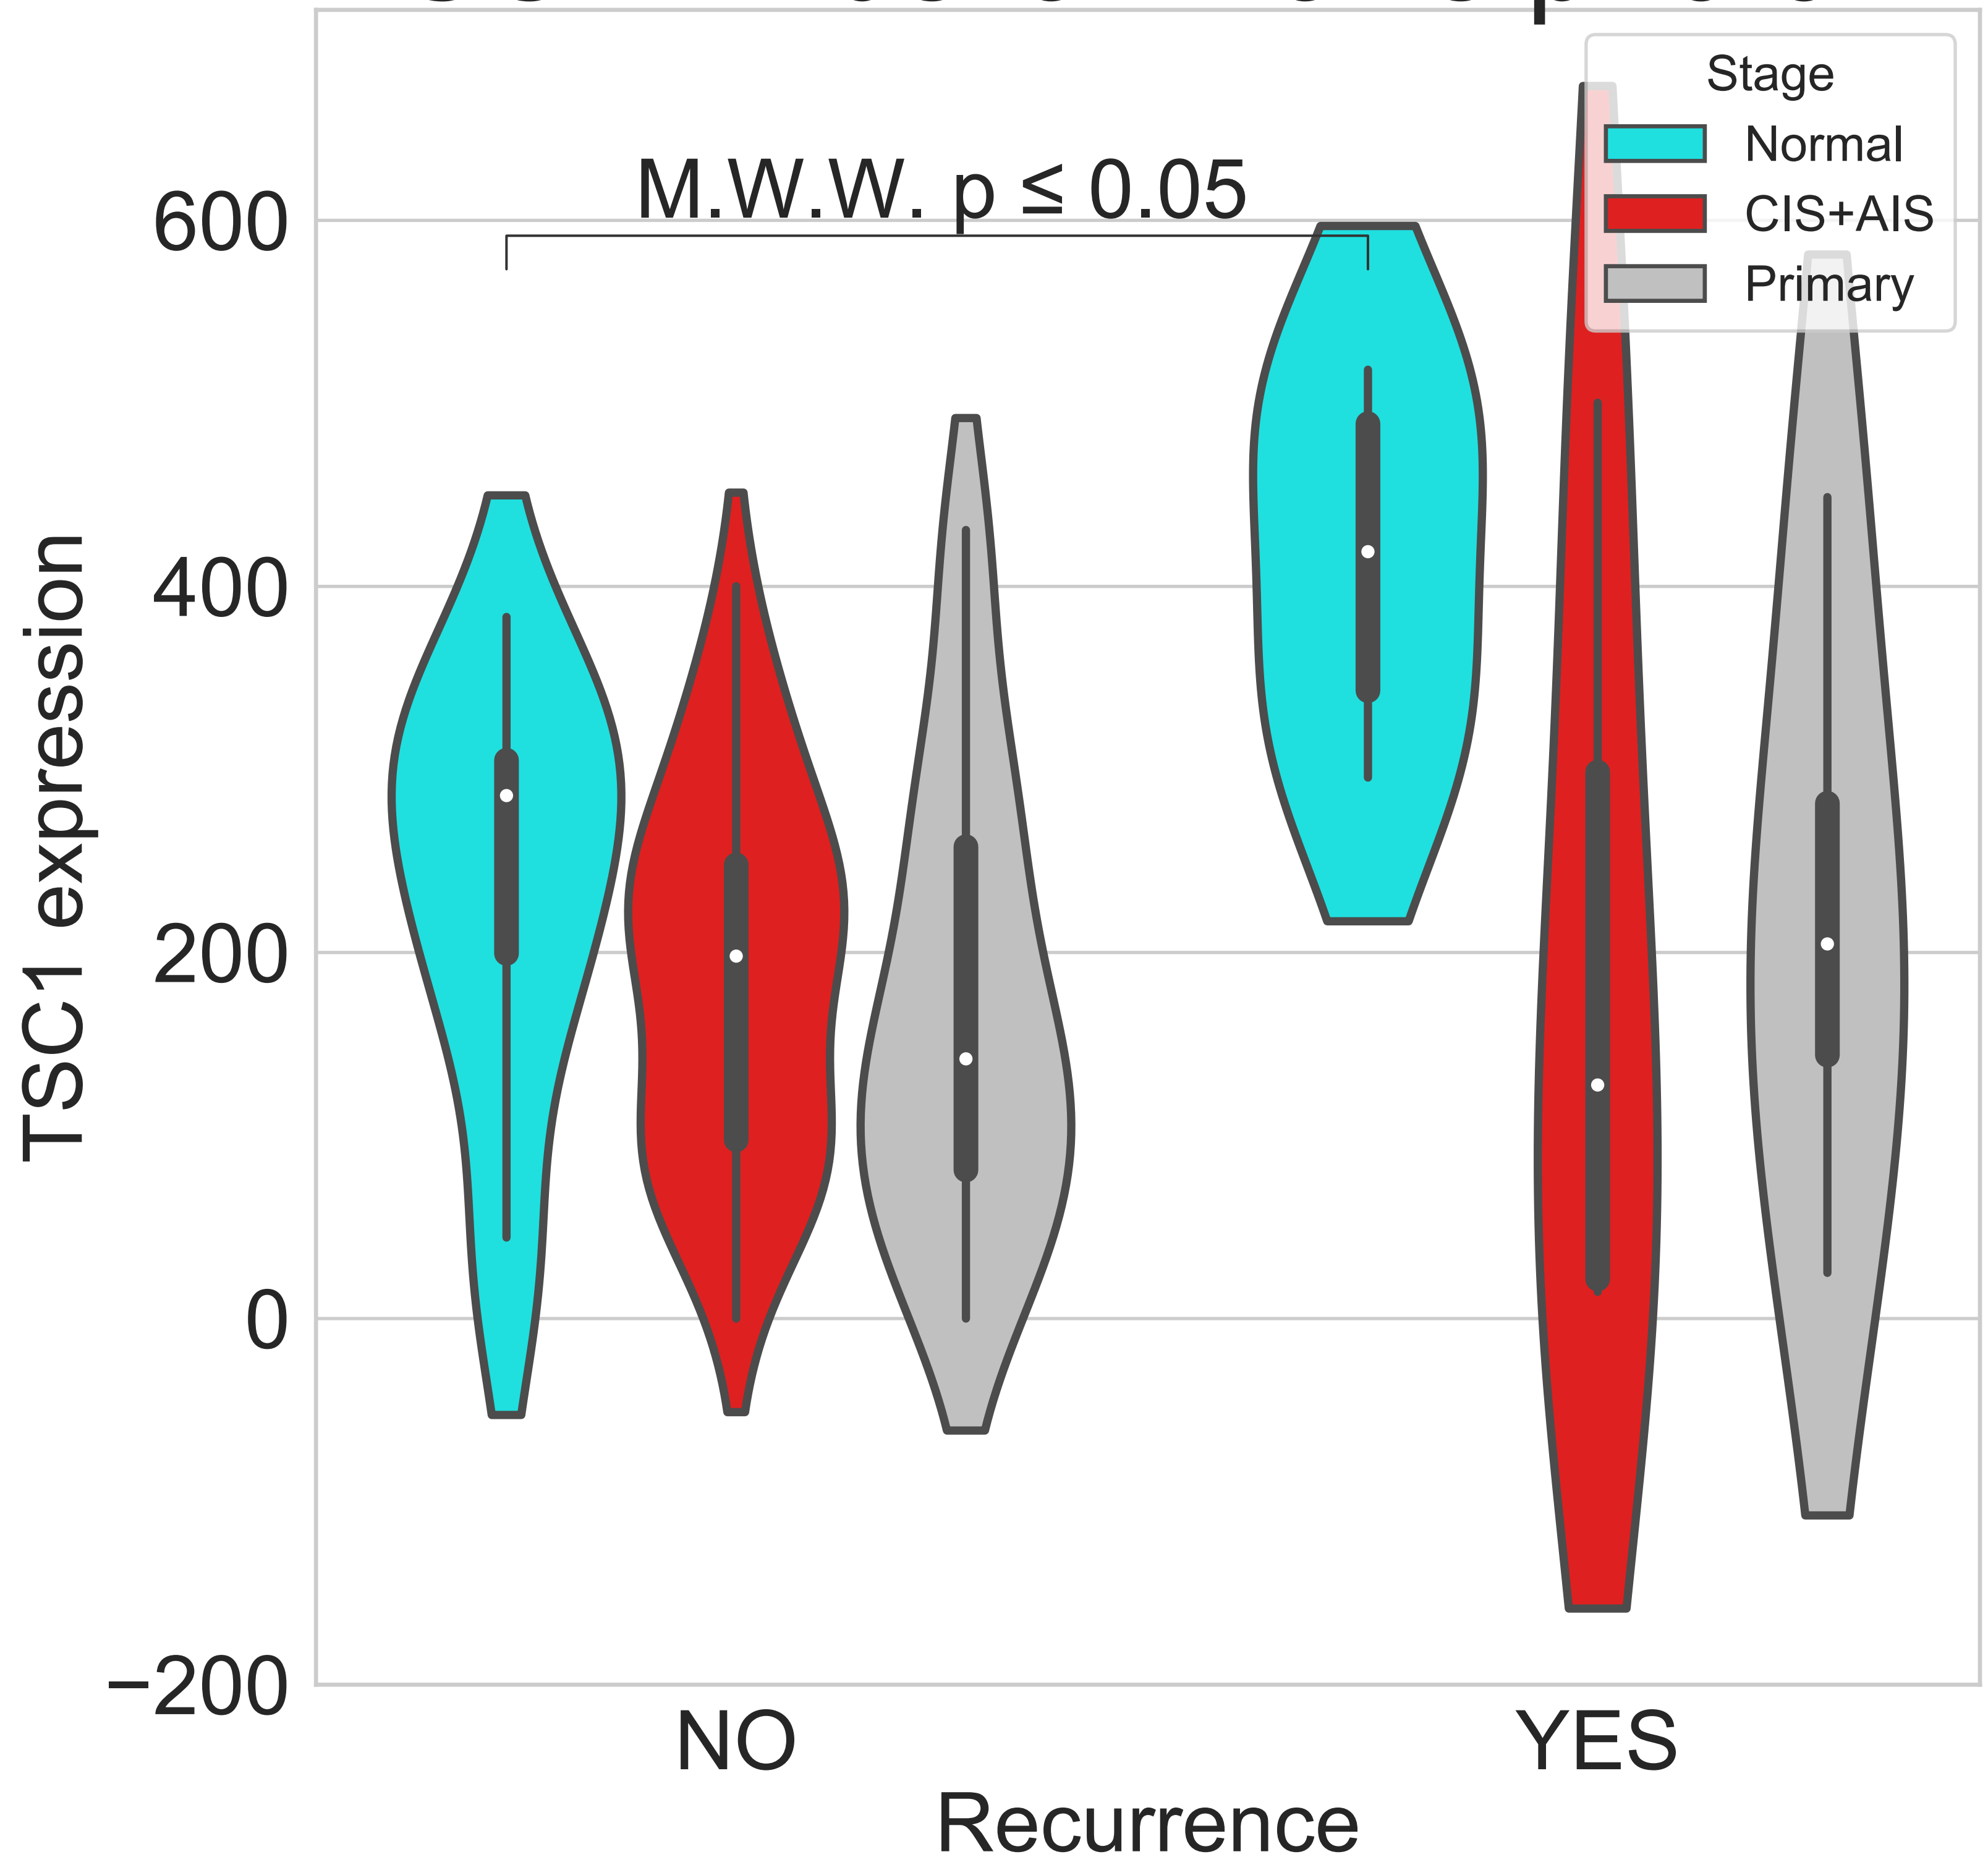 Stage
Normal
CIS+AIS
Primary
M.W.W. p ≤ 0.05
600
400
200
0
−200
TSC1 expression
NO
YES
Recurrence